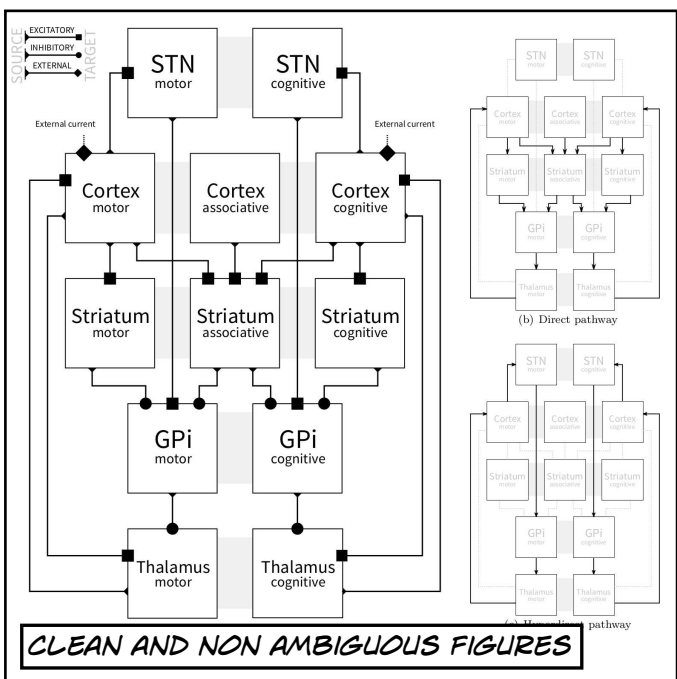 SOURCE
EXCITATORY
INHIBITORY
EXTERNAL
TARGET
STN
motor
STN
cognitive
External current
External current
Cortex
motor
Cortex
associative
Cortex
cognitive
Striatum
motor
Striatum
associative
Striatum
cognitive
GPi
motor
GPi
cognitive
Thalamus
motor
Thalamus
cognitive
STN
motor
STN
cognitive
Cortex
motor
Cortex
associative
Cortex
cognitive
Striatum
motor
Striatum
associative
Striatum
cognitive
GPi
motor
GPi
cognitive
Thalamus
motor
Thalamus
cognitive
(b) Direct pathway
STN
motor
STN
cognitive
Cortex
motor
Cortex
associative
Cortex
cognitive
Striatum
motor
Striatum
associative
Striatum
cognitive
GPi
motor
GPi
cognitive
Thalamus
motor
Thalamus
cognitive
pathway
CLEAN AND NON AMBIGUOUS FIGURES